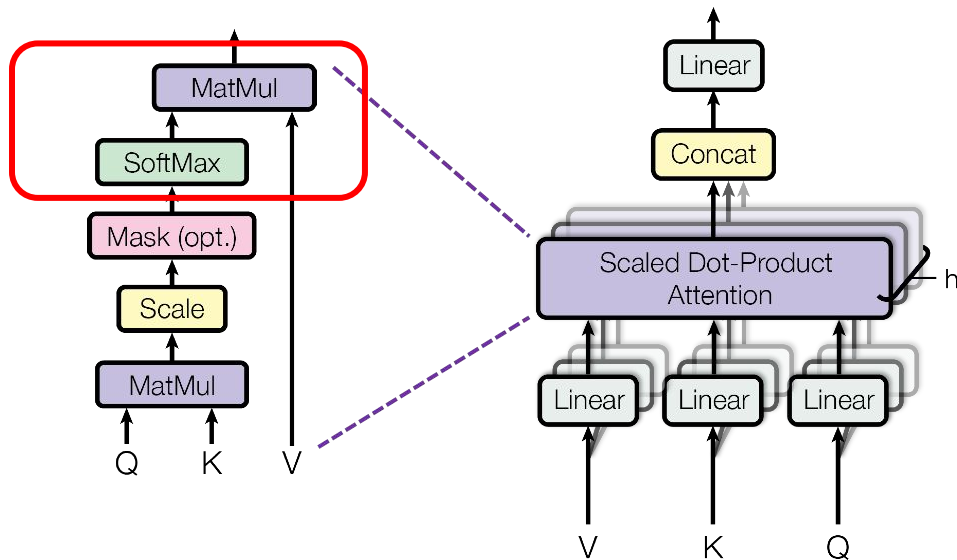 MatMul
SoftMax
Mask (opt.)
Scale
MatMul
Q K V
Linear
Concat
Scaled Dot-Product
Attention
h
Linear Linear Linear
V K Q